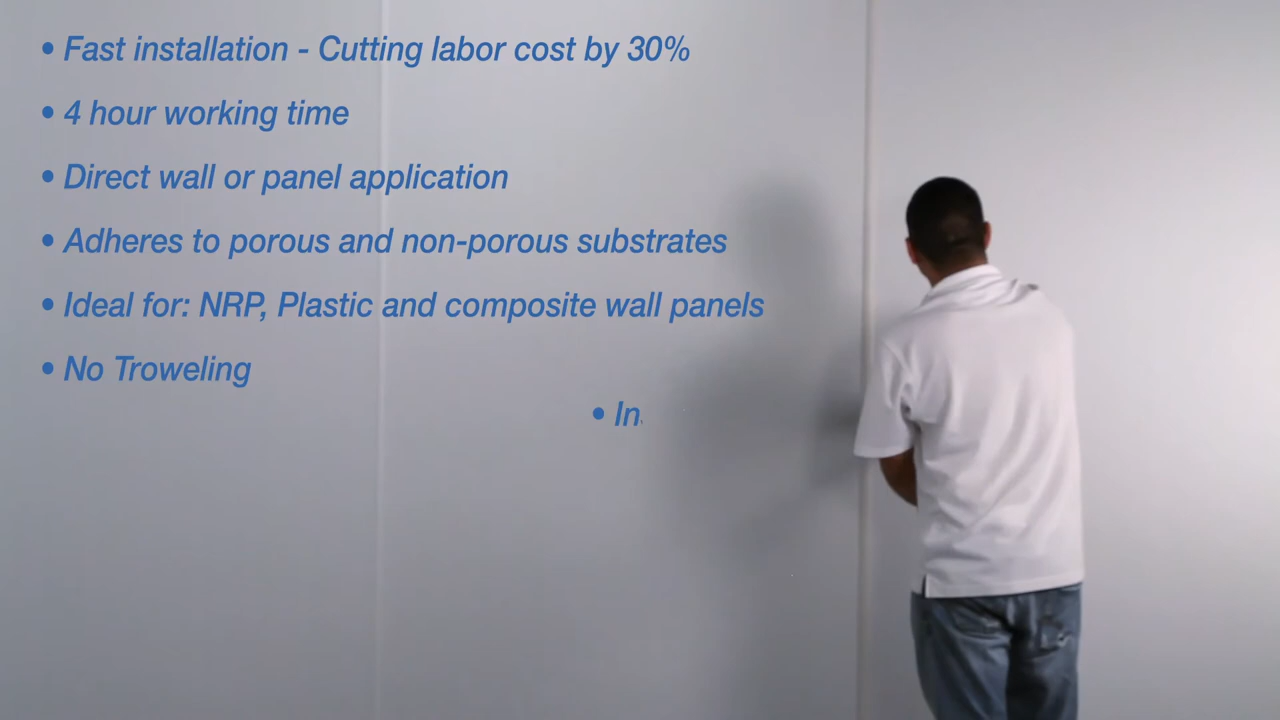 • Fast installation - Cutting labor cost by 30%
• 4 hour working time
• Direct wall or panel application
• Adheres to porous and non-porous substrates
• Ideal for: NRP, Plastic and composite wall panels
• No Troweling
• In